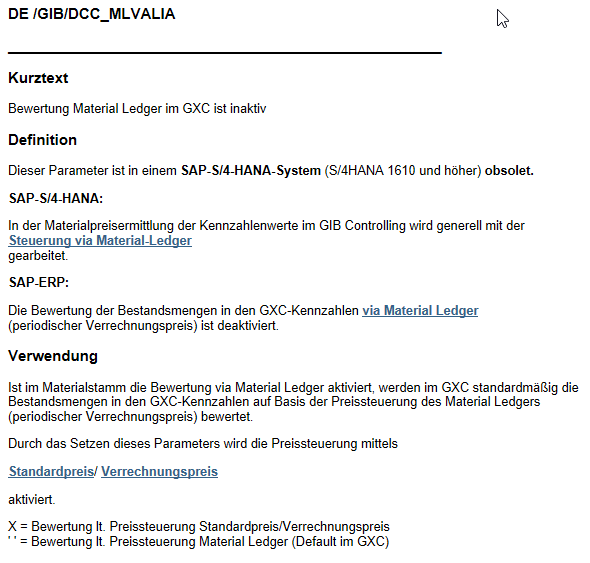 DE /GIB/DCC_MLVALIA
Kurztext
Bewertung Material Ledger im GXC ist inaktiv
Definition
Dieser Parameter ist in einem SAP-S/4-HANA-System (S/4HANA 1610 und höher) obsolet.
SAP-S/4-HANA:
In der Materialpreisermittlung der Kennzahlenwerte im GIB Controlling wird generell mit der
Steuerung via Material-Ledger
gearbeitet.
SAP-ERP:
Die Bewertung der Bestandsmengen in den GXC-Kennzahlen via Material Ledger
(periodischer Verrechnungspreis) ist deaktiviert.
Verwendung
Ist im Materialstamm die Bewertung via Material Ledger aktiviert, werden im GXC standardmäßig die
Bestandsmengen in den GXC-Kennzahlen auf Basis der Preissteuerung des Material Ledgers
(periodischer Verrechnungspreis) bewertet.
Durch das Setzen dieses Parameters wird die Preissteuerung mittels
Standardpreis/ Verrechnungspreis
aktiviert.
X = Bewertung lt. Preissteuerung Standardpreis/Verrechnungspreis
' ' = Bewertung lt. Preissteuerung Material Ledger (Default im GXC)